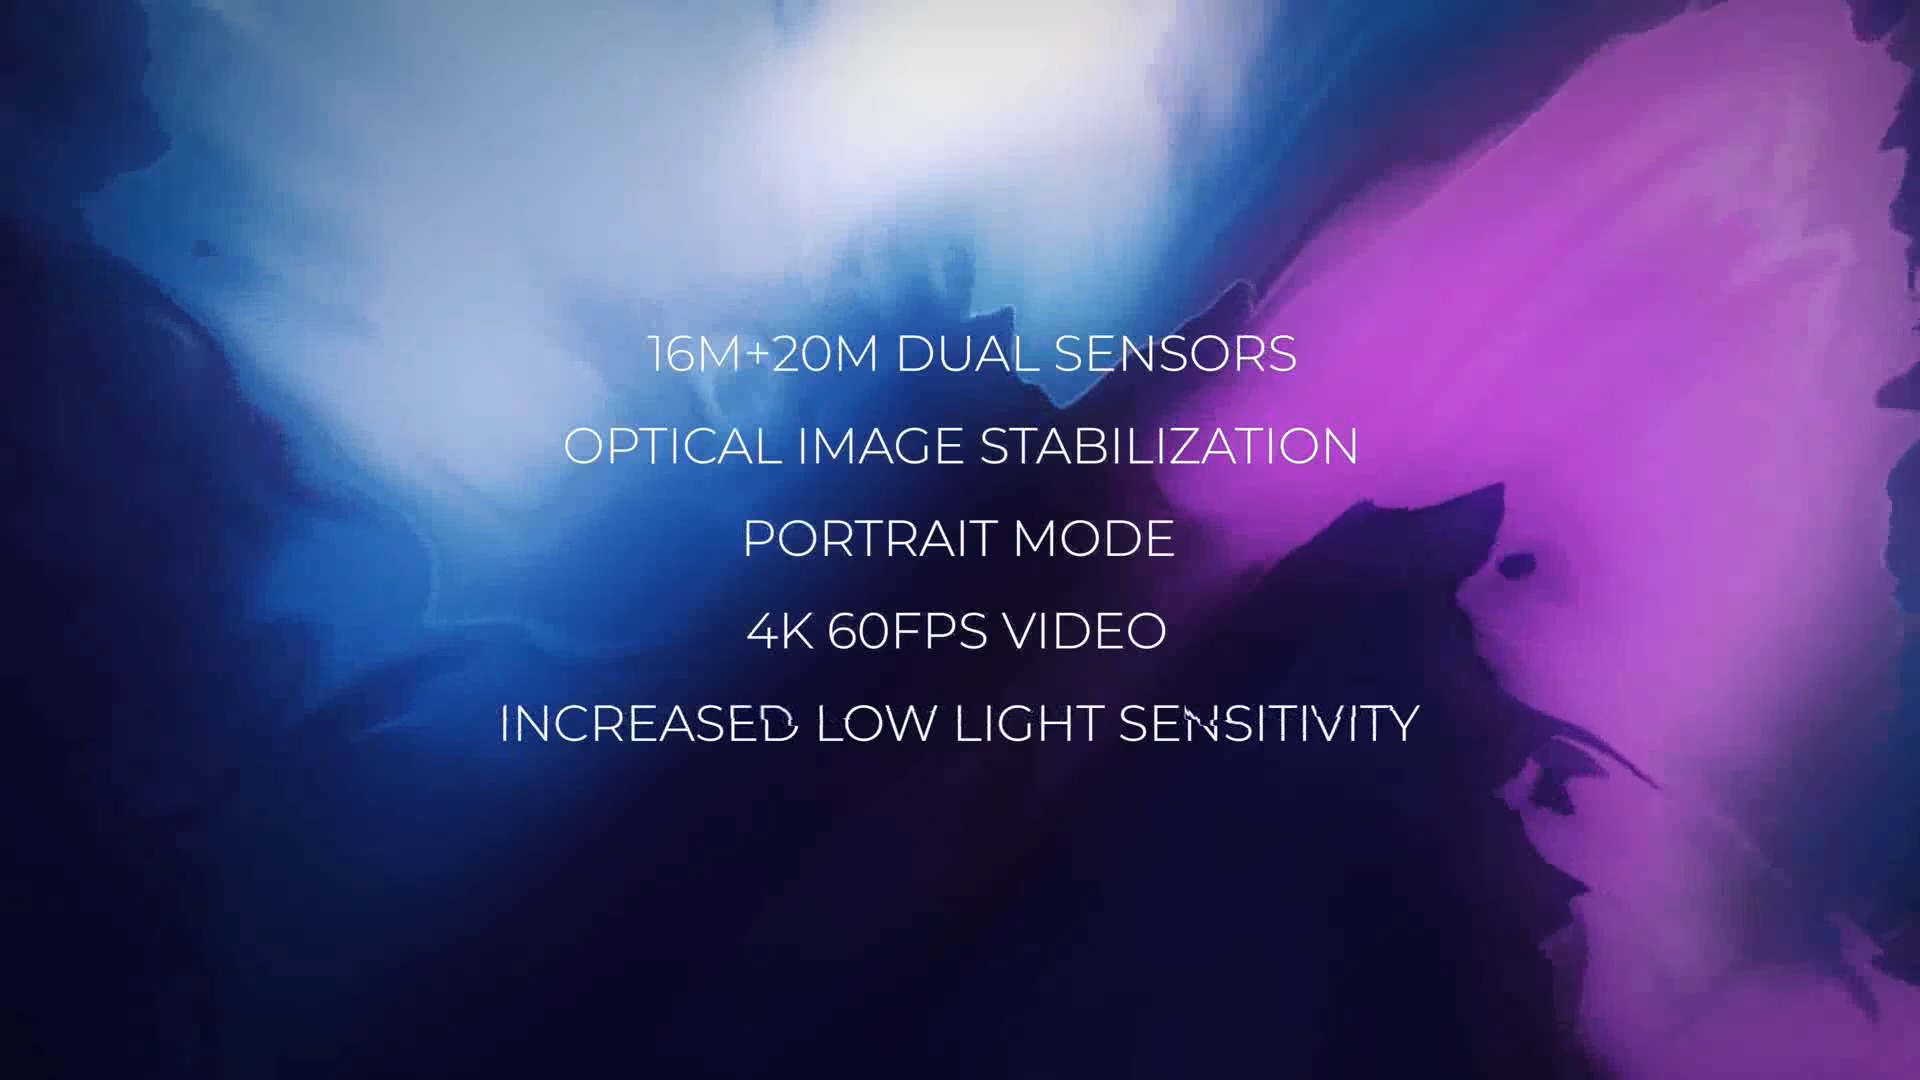 16M+20M DUAL SENSORS
OPTICAL IMAGE STABILIZATION
PORTRAIT MODE
4K 60FPS VIDEO
INCREASED LOW LIGHT SENSITIVITY